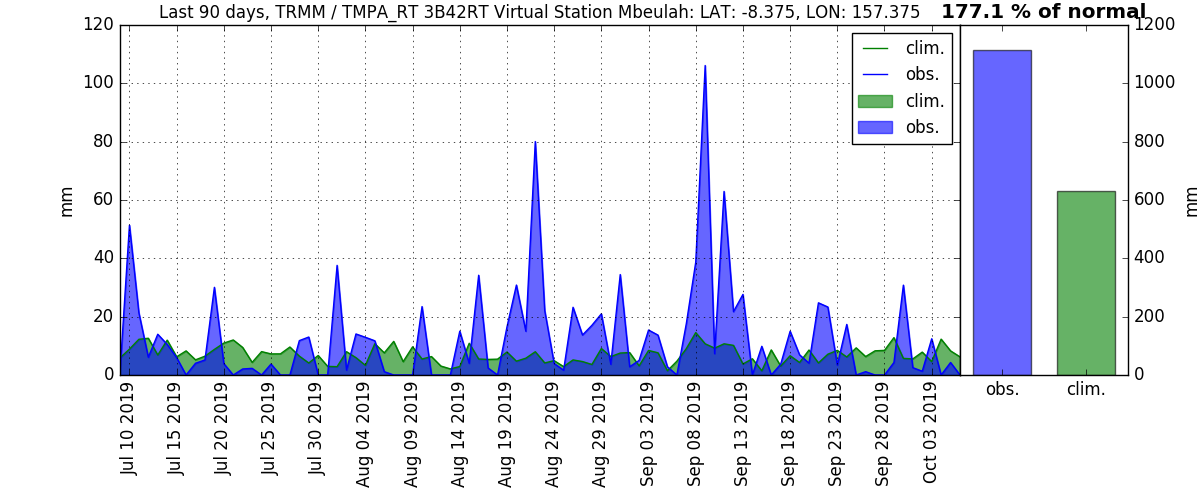 Last 90 days, TRMM / TMPA_RT 3B42RT Virtual Station Mbeulah: LAT: -8.375, LON: 157.375 177.1 % of normal
120 1200
100 1000
80 800
60 600
40 400
20 200
0 0
mm
mm
clim.
obs.
clim.
obs.
obs. clim.
Jul 10 2019
Jul 15 2019
Jul 20 2019
Jul 25 2019
Jul 30 2019
Aug 04 2019
Aug 09 2019
Aug 14 2019
Aug 19 2019
Aug 24 2019
Aug 29 2019
Sep 03 2019
Sep 08 2019
Sep 13 2019
Sep 18 2019
Sep 23 2019
Sep 28 2019
Oct 03 2019